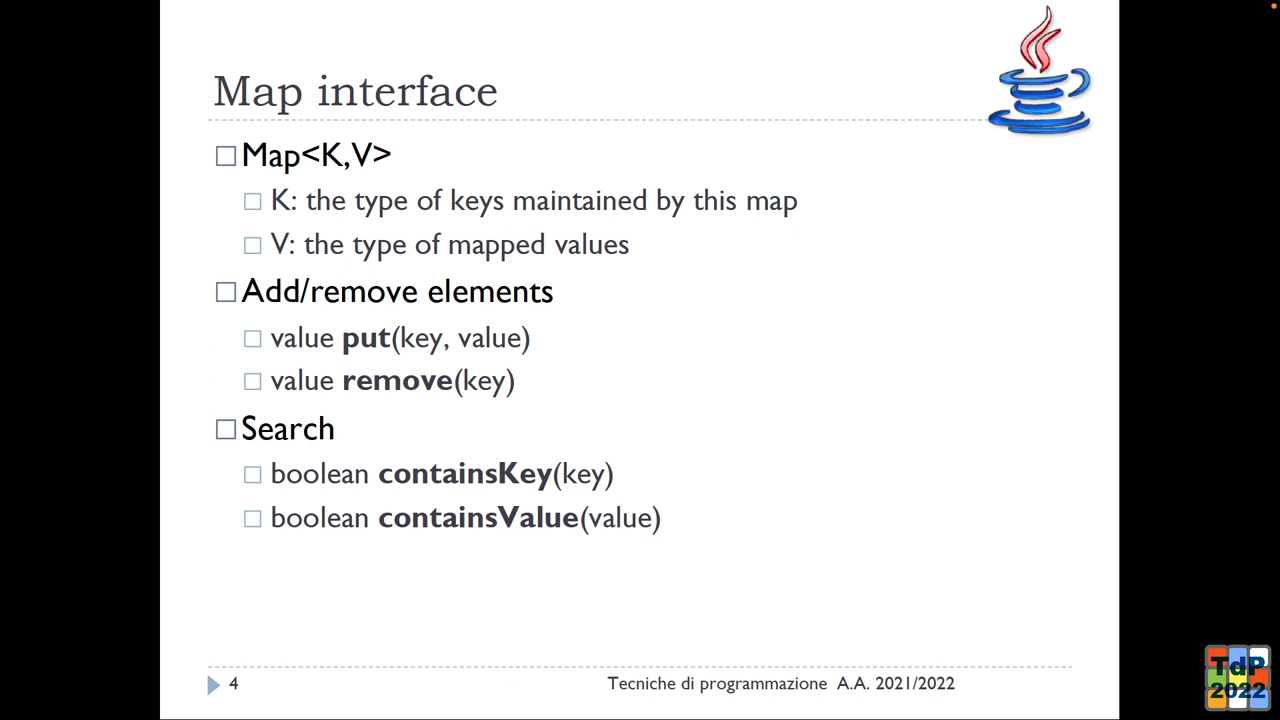 Map interface
Map<K,V>
K: the type of keys maintained by this map
V: the type of mapped values
Add/remove elements
value put(key, value)
value remove(key)
Search
boolean containsKey(key)
boolean containsValue(value)
4
Tecniche di programmazione A.A. 2021/2022
TdP
2022